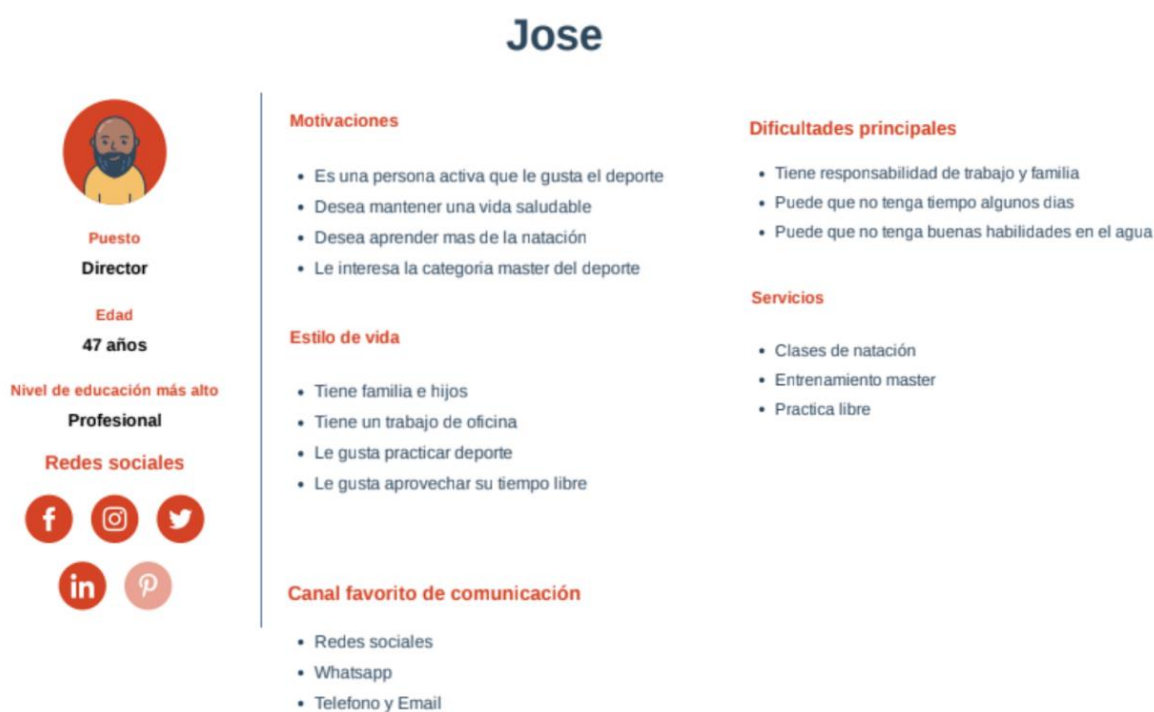 Jose
Puesto
Director
Edad
47 años
Nivel de educación más alto
Profesional
Redes sociales
f
in
Motivaciones
• Es una persona activa que le gusta el deporte
• Desea mantener una vida saludable
• Desea aprender mas de la natación
• Le interesa la categoria master del deporte
Estilo de vida
• Tiene familia e hijos
• Tiene un trabajo de oficina
• Le gusta practicar deporte
• Le gusta aprovechar su tiempo libre
Canal favorito de comunicación
• Redes sociales
• Whatsapp
• Telefono y Email
Dificultades principales
• Tiene responsabilidad de trabajo y familia
• Puede que no tenga tiempo algunos dias
• Puede que no tenga buenas habilidades en el agua
Servicios
• Clases de natación
• Entrenamiento master
• Practica libre